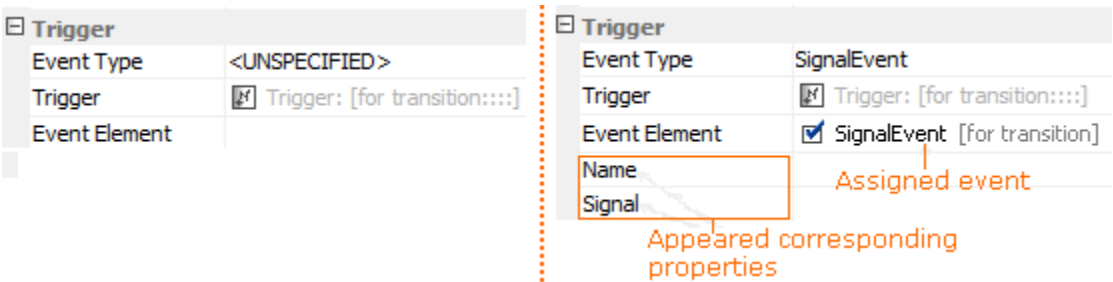 Trigger
Event Type <UNSPECIFIED>
Trigger Trigger: [for transition::::]
Event Element
Trigger
Event Type SignalEvent
Trigger Trigger: [for transition::::]
Event Element SignalEvent [for transition]
Name
Assigned event
Signal
Appeared corresponding
properties